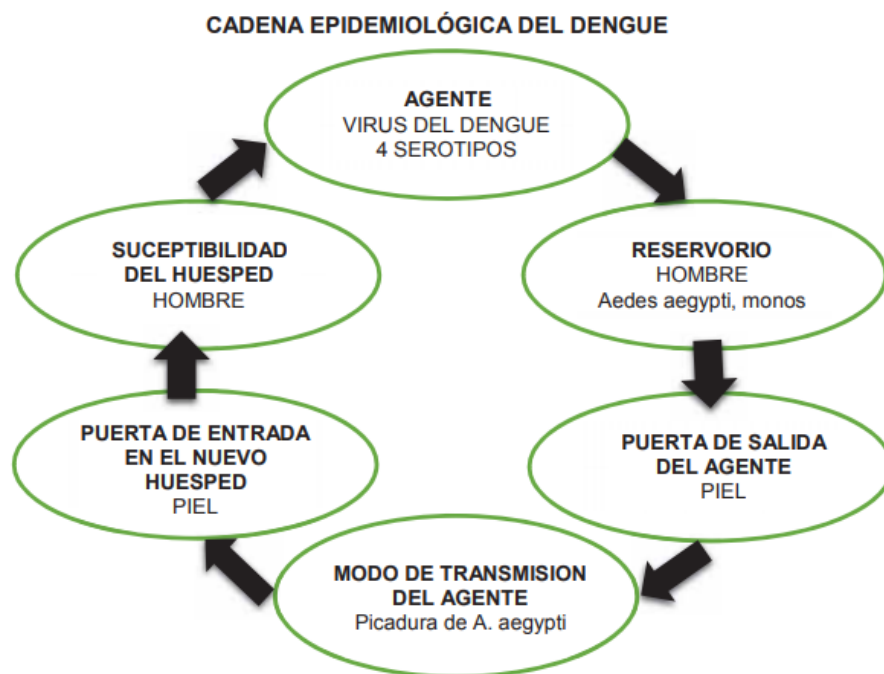 CADENA EPIDEMIOLÓGICA DEL DENGUE
AGENTE
VIRUS DEL DENGUE
4 SEROTIPOS
RESERVORIO
HOMBRE
Aedes aegypti, monos
PUERTA DE SALIDA
DEL AGENTE
PIEL
MODO DE TRANSMISION
DEL AGENTE
Picadura de A. aegypti
PUERTA DE ENTRADA
EN EL NUEVO
HUESPED
PIEL
SUCEPTIBILIDAD
DEL HUESPED
HOMBRE